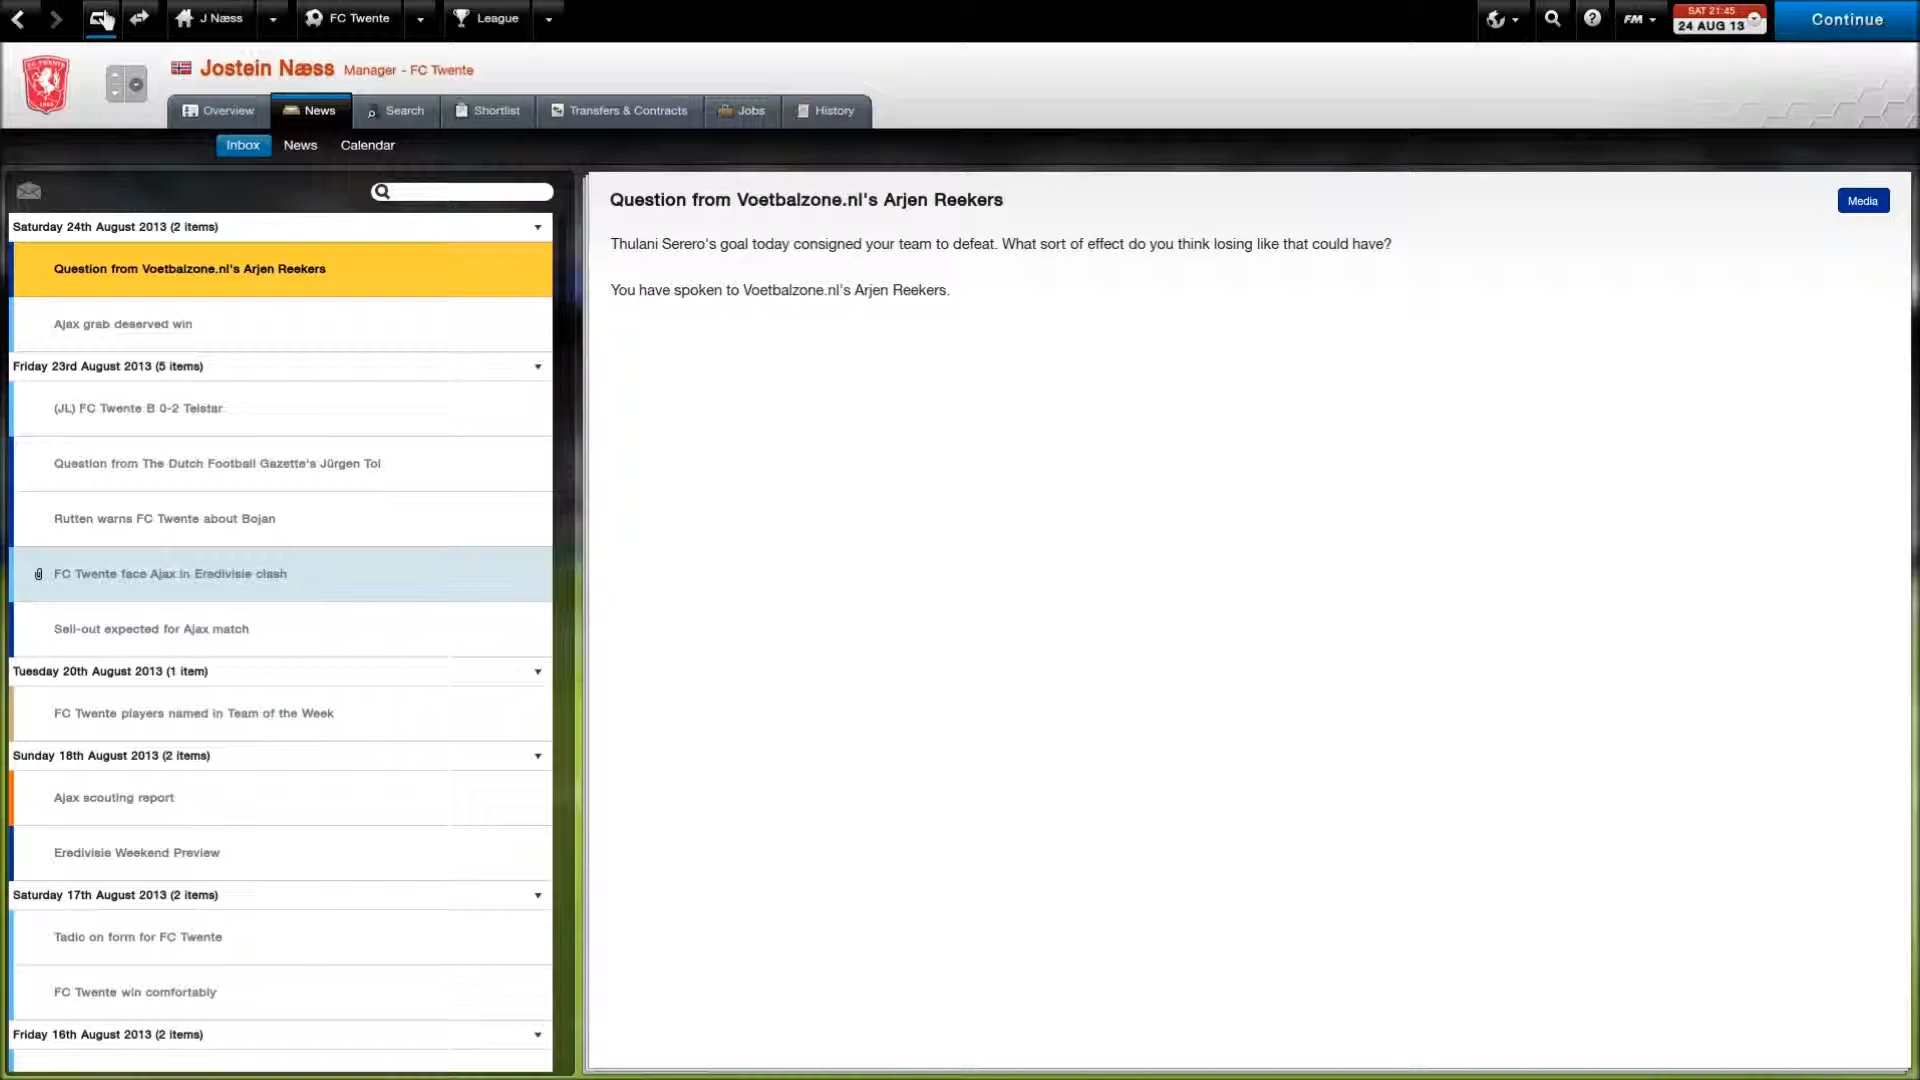 J Næss
FC Twente
League
FM
SAT 21:45
24 AUG 13
Continue
Jostein Næss Manager - FC Twente
Overview
News
Search
Shortlist
Transfers & Contracts
Jobs
History
Inbox
News
Calendar
Saturday 24th August 2013 (2 items)
Question from Voetbalzone.nl's Arjen Reekers
Ajax grab deserved win
Friday 23rd August 2013 (5 items)
(JL) FC Twente B 0-2 Telstar
Question from The Dutch Football Gazette's Jürgen Tol
Rutten warns FC Twente about Bojan
FC Twente face Ajax in Eredivisie clash
Sell-out expected for Ajax match
Tuesday 20th August 2013 (1 item)
FC Twente players named in Team of the Week
Sunday 18th August 2013 (2 items)
Ajax scouting report
Eredivisie Weekend Preview
Saturday 17th August 2013 (2 items)
Tadic on form for FC Twente
FC Twente win comfortably
Friday 16th August 2013 (2 items)
Question from Voetbalzone.nl's Arjen Reekers
Media
Thulani Serero's goal today consigned your team to defeat. What sort of effect do you think losing like that could have?
You have spoken to Voetbalzone.nl's Arjen Reekers.